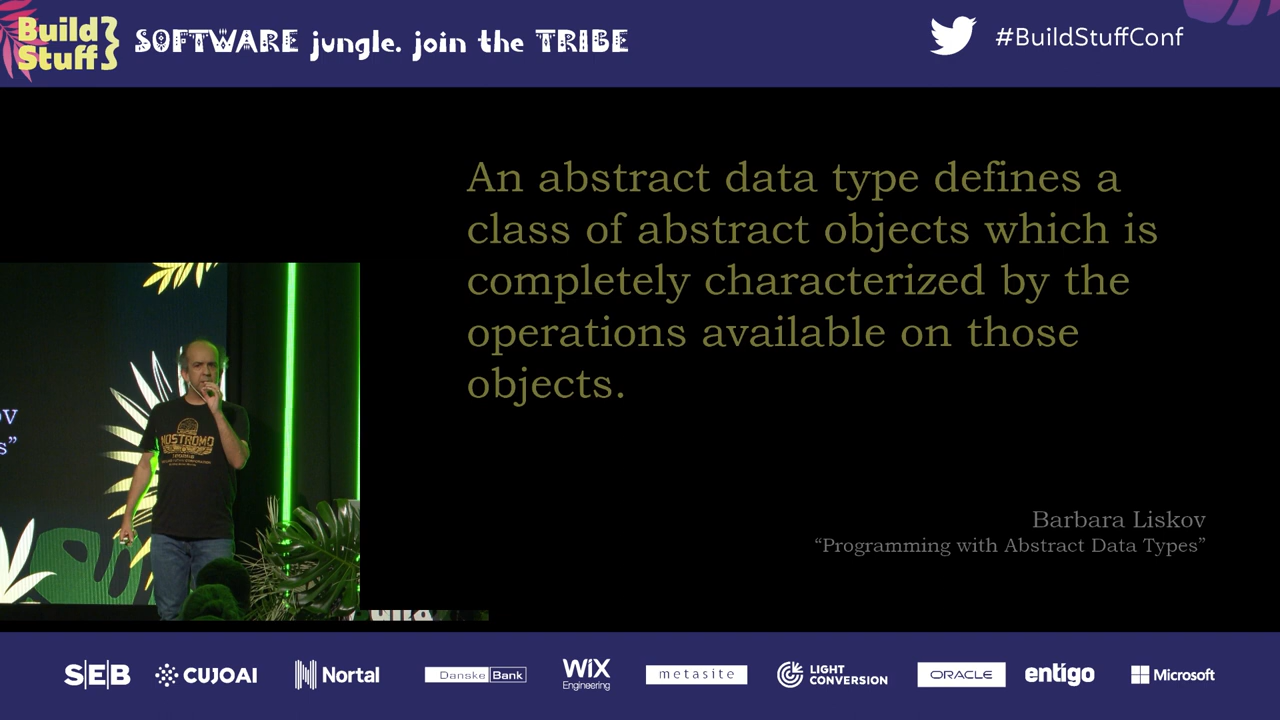 Build
Stuff
SOFTWARE jungle. join the TRIBE
#BuildStuffConf
An abstract data type defines a
class of abstract objects which is
completely characterized by the
operations available on those
objects.
Barbara Liskov
“Programming with Abstract Data Types”
ov
s”
NOSTROMO
SEB
CUJOAI
Nortal
Danske Bank
WiX
Engineering
metasite
LIGHT
CONVERSION
ORACLE
entigo
Microsoft